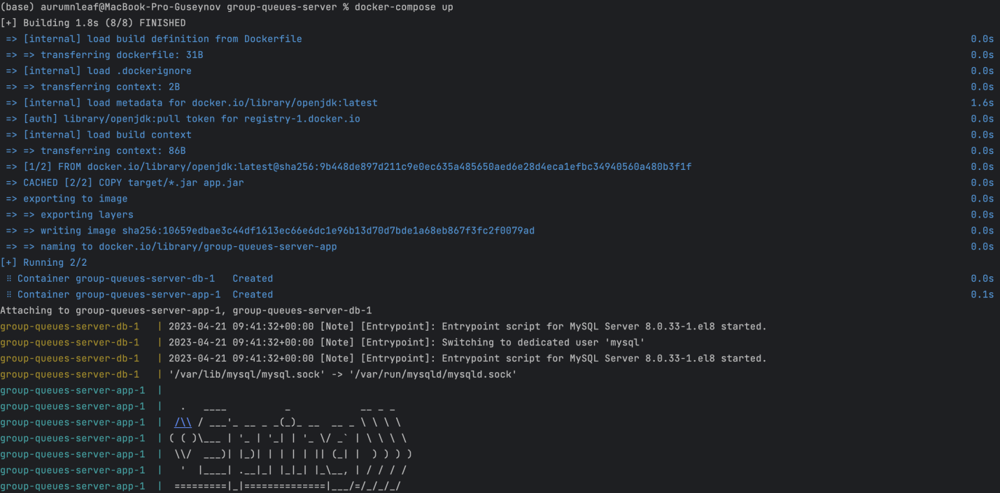 (base) aurumnleaf@MacBook-Pro-Guseynov group-queues-server % docker-compose up
[+] Building 1.8s (8/8) FINISHED
 => [internal] load build definition from Dockerfile 0.0s
 => => transferring dockerfile: 31B 0.0s
 => [internal] load .dockerignore 0.0s
 => => transferring context: 2B 0.0s
 => [internal] load metadata for docker.io/library/openjdk:latest 1.6s
 => [auth] library/openjdk:pull token for registry-1.docker.io 0.0s
 => [internal] load build context 0.0s
 => => transferring context: 86B 0.0s
 => [1/2] FROM docker.io/library/openjdk:latest@sha256:9b448de897d211c9e0ec635a485650aed6e28d4eca1efbc34940560a480b3f1f 0.0s
 => CACHED [2/2] COPY target/*.jar app.jar 0.0s
 => exporting to image 0.0s
 => => exporting layers 0.0s
 => => writing image sha256:10659edbae3c44df1613ec66e6dc1e96b13d70d7bde1a68eb867f3fc2f0079ad 0.0s
 => => naming to docker.io/library/group-queues-server-app 0.0s
[+] Running 2/2
 ⠿ Container group-queues-server-db-1   Created 0.0s
 ⠿ Container group-queues-server-app-1  Created 0.1s
Attaching to group-queues-server-app-1, group-queues-server-db-1
group-queues-server-db-1   | 2023-04-21 09:41:32+00:00 [Note] [Entrypoint]: Entrypoint script for MySQL Server 8.0.33-1.el8 started.
group-queues-server-db-1   | 2023-04-21 09:41:32+00:00 [Note] [Entrypoint]: Switching to dedicated user 'mysql'
group-queues-server-db-1   | 2023-04-21 09:41:32+00:00 [Note] [Entrypoint]: Entrypoint script for MySQL Server 8.0.33-1.el8 started.
group-queues-server-db-1   | '/var/lib/mysql/mysql.sock' -> '/var/run/mysqld/mysqld.sock'
group-queues-server-app-1  |
group-queues-server-app-1  |   .   ____          _            __ _ _
group-queues-server-app-1  |  /\\ / ___'_ __ _ _(_)_ __  __ _ \ \ \ \
group-queues-server-app-1  | ( ( )\___ | '_ | '_| | '_ \/ _` | \ \ \ \
group-queues-server-app-1  |  \\/  ___)| |_)| | | | | || (_| |  ) ) ) )
group-queues-server-app-1  |   '  |____| .__|_| |_|_| |_\__, | / / / /
group-queues-server-app-1  |  =========|_|==============|___/=/_/_/_/